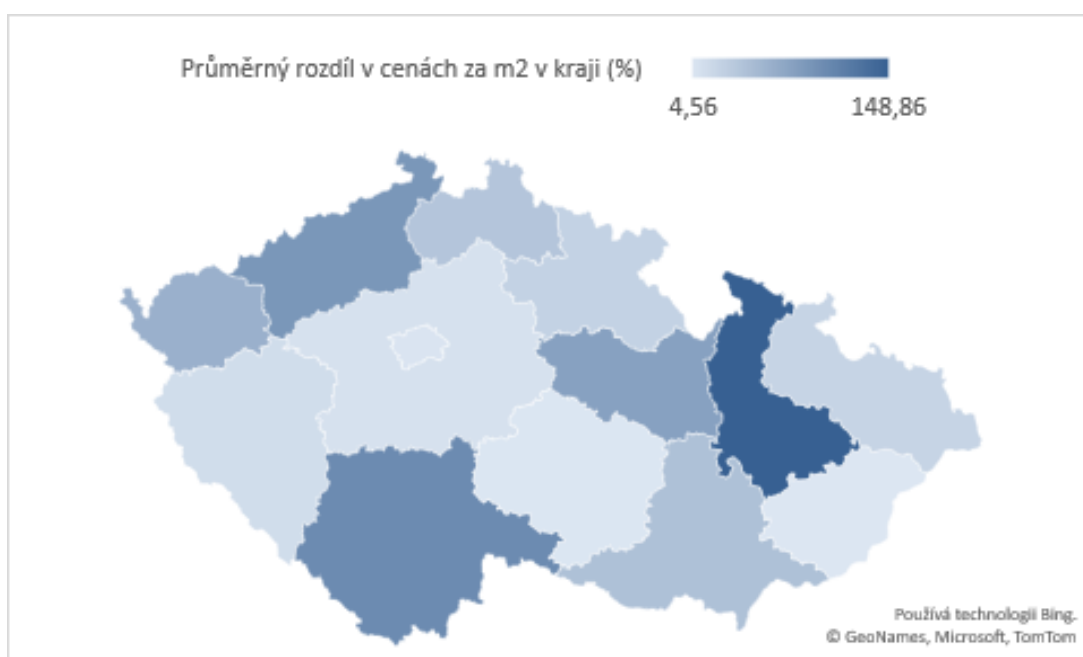 Průměrný rozdíl v cenách za m2 v kraji (%)
4,56 148,86
Používá technologii Bing.
© GeoNames, Microsoft, TomTom